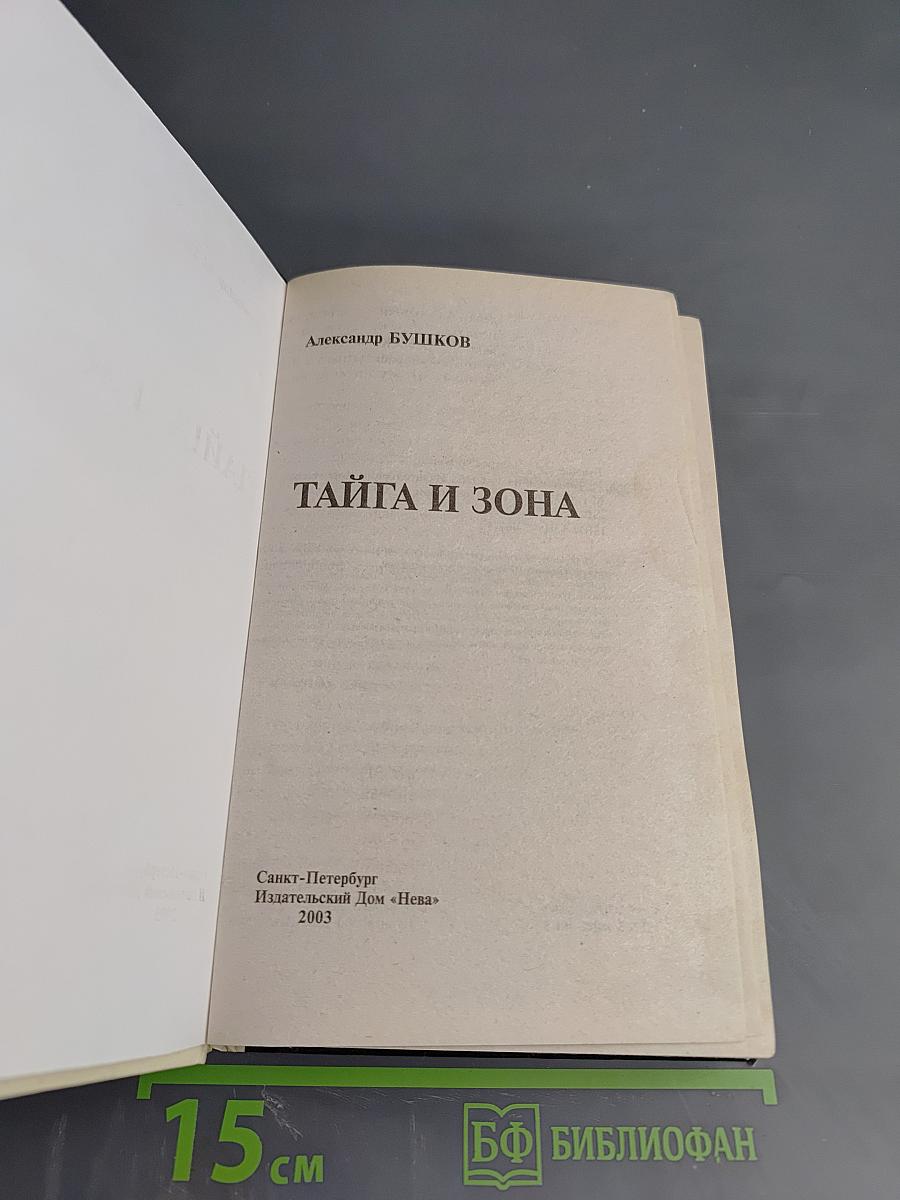 Александр БУШКОВ
ТАЙГА И ЗОНА
Санкт-Петербург
Издательский Дом «Нева»
2003
15 см
БФ БИБЛИОФАН